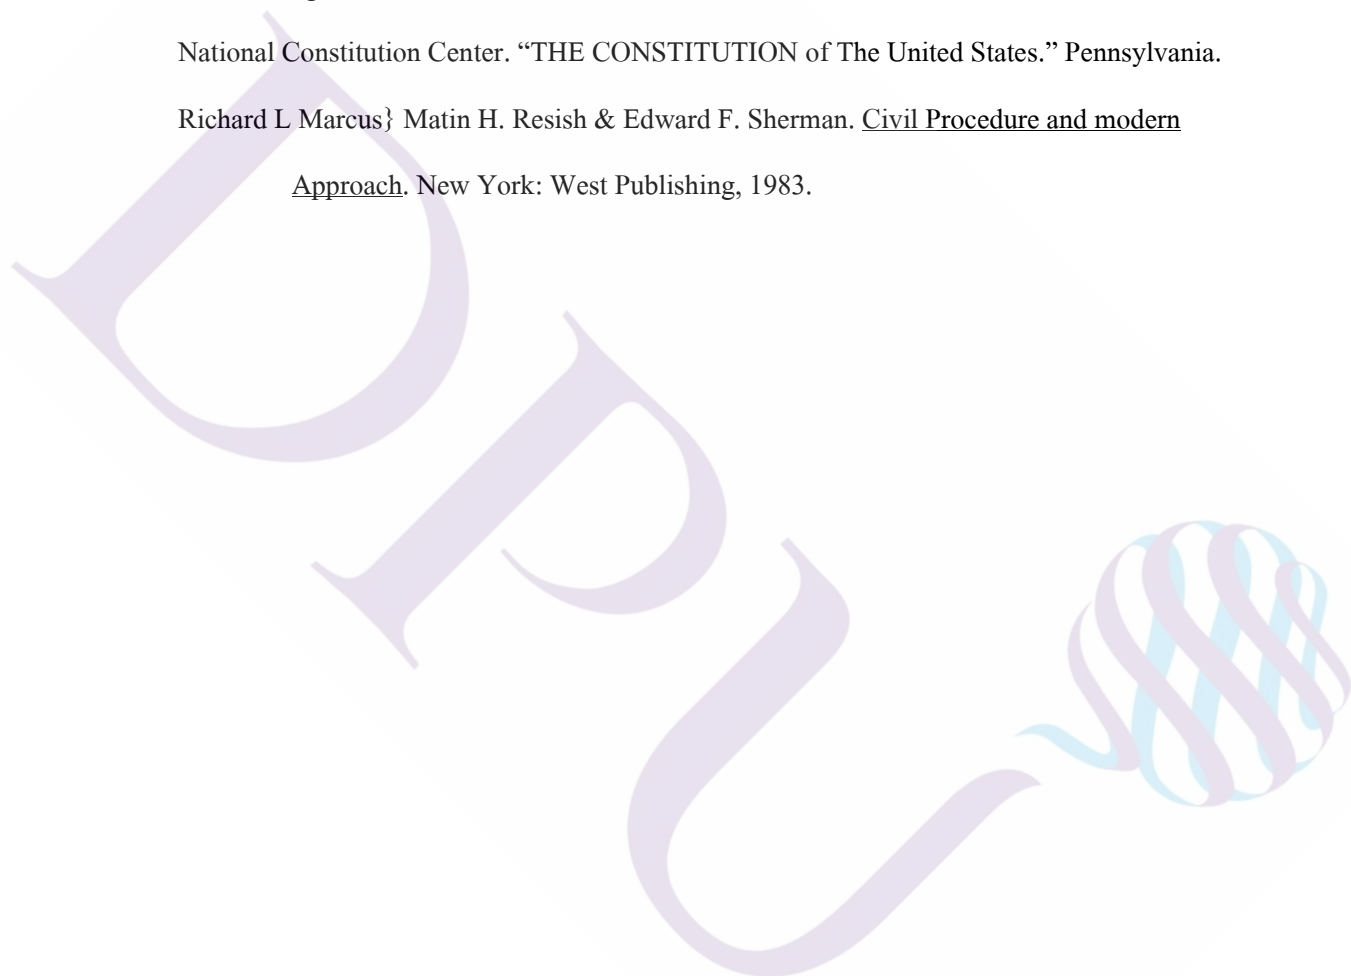 National Constitution Center. “THE CONSTITUTION of The United States.” Pennsylvania.
Richard L Marcus} Matin H. Resish & Edward F. Sherman. Civil Procedure and modern
Approach. New York: West Publishing, 1983.
DPU